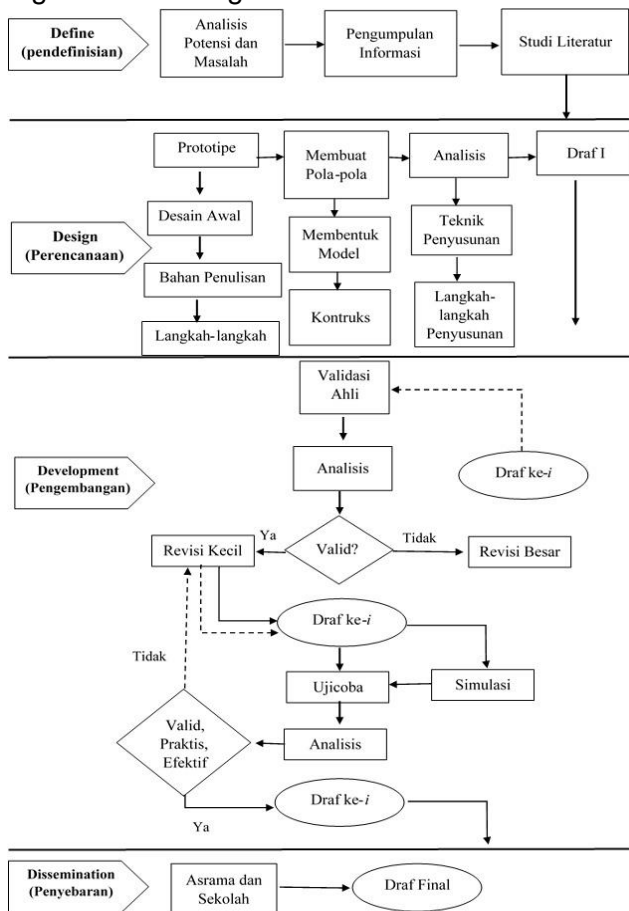 Define
(pendefinisian)
Analisis
Potensi dan
Masalah
Pengumpulan
Informasi
Studi Literatur
Prototipe
Membuat
Pola-pola
Analisis
Draf I
Design
(Perencanaan)
Desain Awal
Membentuk
Model
Teknik
Penyusunan
Bahan Penulisan
Kontruks
Langkah-
langkah
Penyusunan
Langkah-langkah
Validasi
Ahli
Development
(Pengembangan)
Analisis
Draf ke-i
Ya
Valid?
Tidak
Revisi Kecil
Revisi Besar
Draf ke-i
Tidak
Ujicoba
Simulasi
Valid,
Praktis,
Efektif
Analisis
Draf ke-i
Ya
Dissemination
(Penyebaran)
Asrama dan
Sekolah
Draf Final